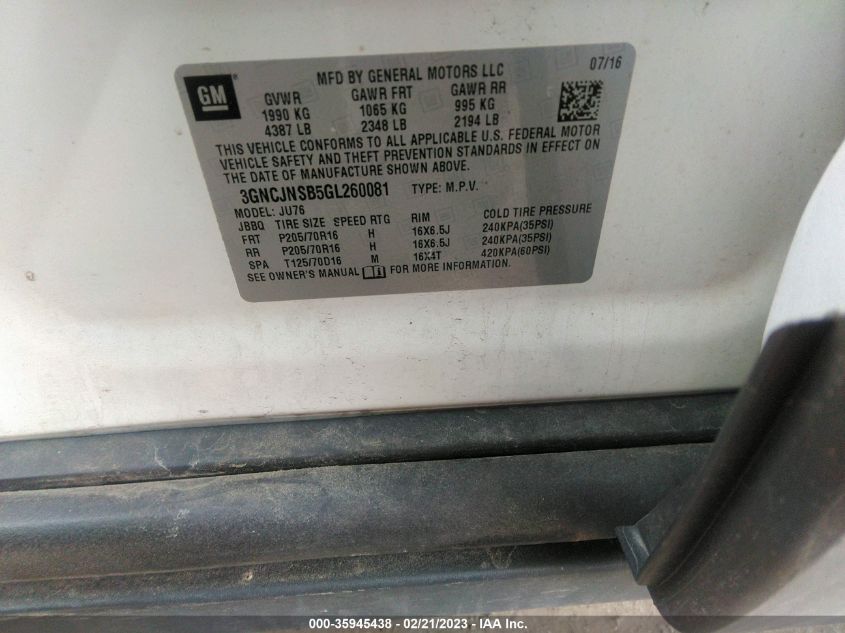 GM
MFD BY GENERAL MOTORS LLC 07/16
GVWR GAWR FRT GAWR RR
1990 KG 1065 KG 995 KG
4387 LB 2348 LB 2194 LB
THIS VEHICLE CONFORMS TO ALL APPLICABLE U.S. FEDERAL MOTOR
VEHICLE SAFETY AND THEFT PREVENTION STANDARDS IN EFFECT ON
THE DATE OF MANUFACTURE SHOWN ABOVE.
3GNCJNSB5GL260081 TYPE: M.P.V.
MODEL: JU76
JBBQ TIRE SIZE SPEED RTG RIM COLD TIRE PRESSURE
FRT P205/70R16 H 16X6.5J 240KPA(35PSI)
RR P205/70R16 H 16X6.5J 240KPA(35PSI)
SPA T125/70D16 M 16X4T 420KPA(60PSI)
SEE OWNER'S MANUAL FOR MORE INFORMATION.
000-35945438 - 02/21/2023 - IAA Inc.